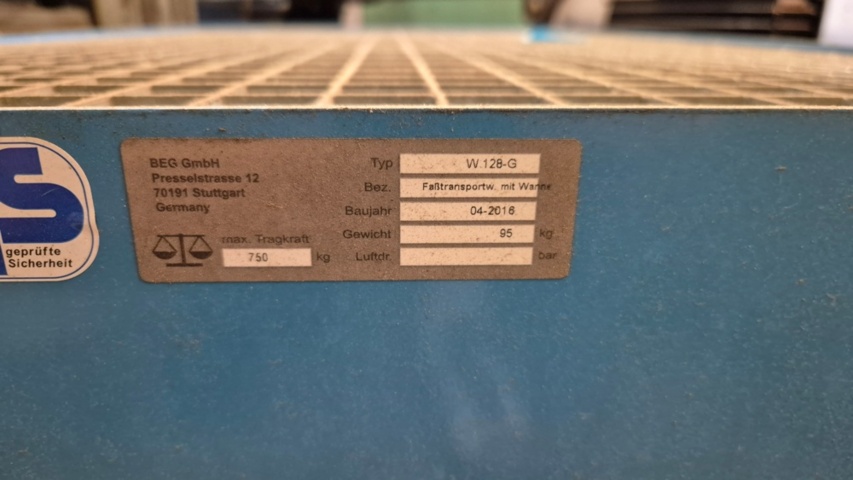 S
geprüfte
Sicherheit
BEG GmbH
Presselstrasse 12
70191 Stuttgart
Germany
max. Tragkraft
750 kg
Typ W.128-G
Bez. Faßtransportw. mit Wanne
Baujahr 04-2016
Gewicht 95 kg
Luftdr. bar